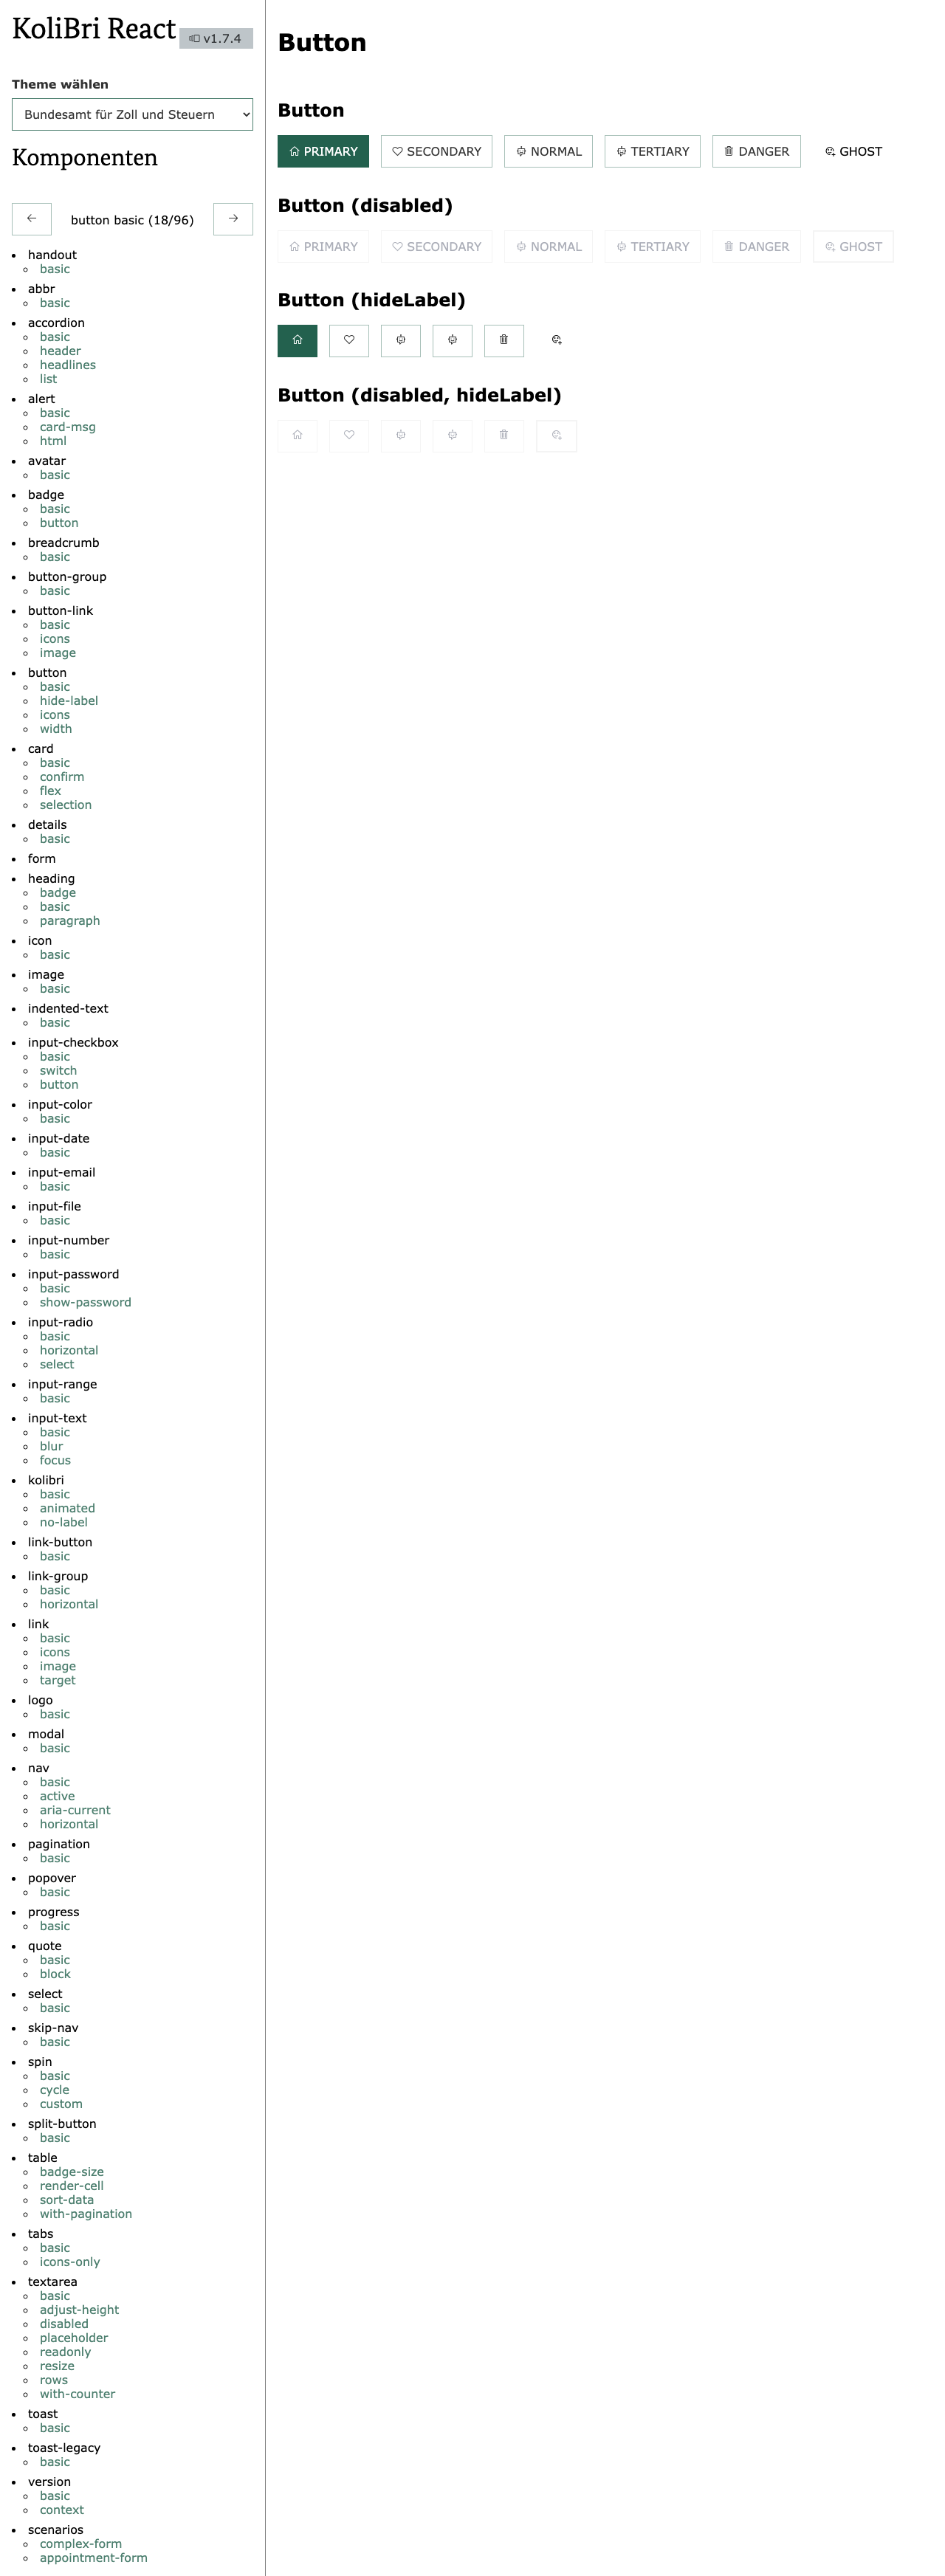 KoliBri React
v1.7.4
Theme wählen
Bundesamt für Zoll und Steuern
Komponenten
button basic (18/96)
handout
basic
abbr
basic
accordion
basic
header
headlines
list
alert
basic
card-msg
html
avatar
basic
badge
basic
button
breadcrumb
basic
button-group
basic
button-link
basic
icons
image
button
basic
hide-label
icons
width
card
basic
confirm
flex
selection
details
basic
form
heading
badge
basic
paragraph
icon
basic
image
basic
indented-text
basic
input-checkbox
basic
switch
button
input-color
basic
input-date
basic
input-email
basic
input-file
basic
input-number
basic
input-password
basic
show-password
input-radio
basic
horizontal
select
input-range
basic
input-text
basic
blur
focus
kolibri
basic
animated
no-label
link-button
basic
link-group
basic
horizontal
link
basic
icons
image
target
logo
basic
modal
basic
nav
basic
active
aria-current
horizontal
pagination
basic
popover
basic
progress
basic
quote
basic
block
select
basic
skip-nav
basic
spin
basic
cycle
custom
split-button
basic
table
badge-size
render-cell
sort-data
with-pagination
tabs
basic
icons-only
textarea
basic
adjust-height
disabled
placeholder
readonly
resize
rows
with-counter
toast
basic
toast-legacy
basic
version
basic
context
scenarios
complex-form
appointment-form
Button
Button
PRIMARY SECONDARY NORMAL TERTIARY DANGER GHOST
Button (disabled)
PRIMARY SECONDARY NORMAL TERTIARY DANGER GHOST
Button (hideLabel)
Button (disabled, hideLabel)